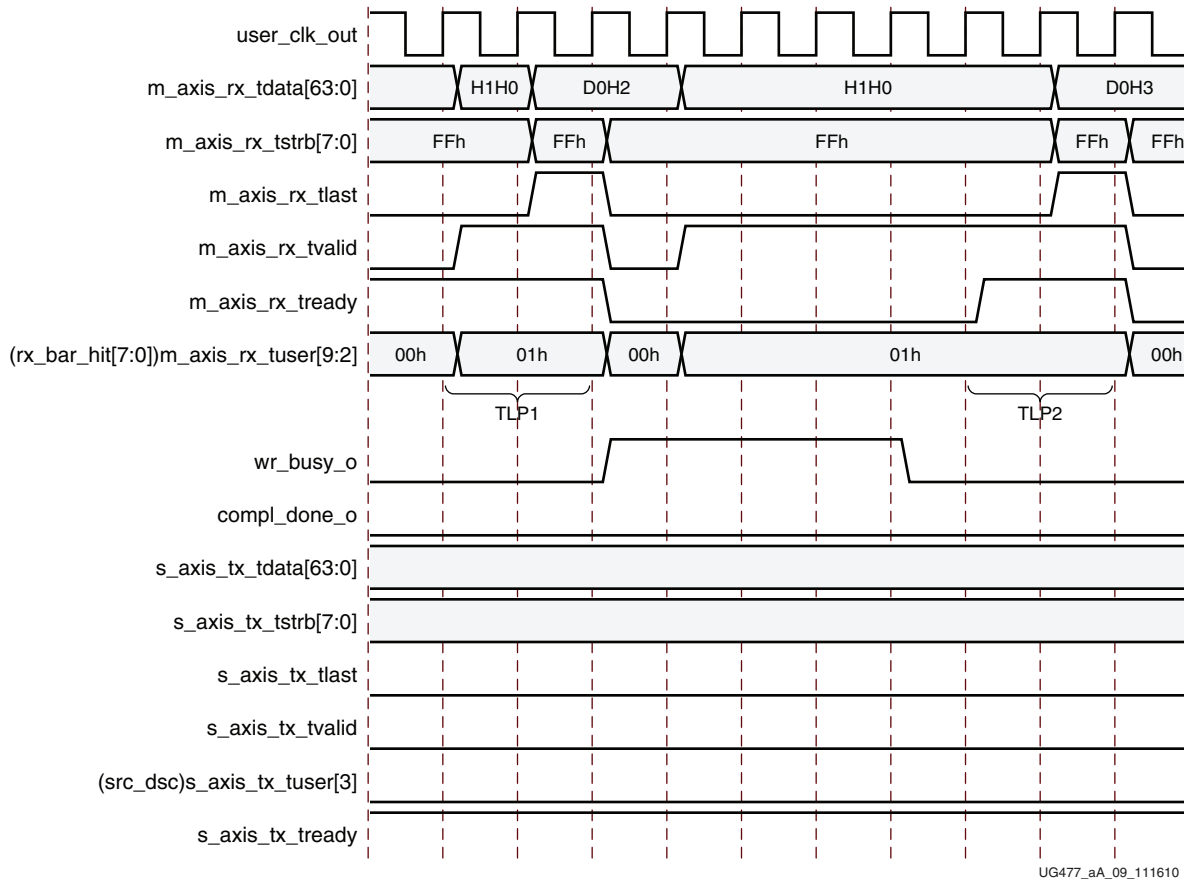 user_clk_out
m_axis_rx_tdata[63:0] H1H0 D0H2 H1H0 D0H3
m_axis_rx_tstrb[7:0] FFh FFh FFh FFh FFh
m_axis_rx_tlast
m_axis_rx_tvalid
m_axis_rx_tready
(rx_bar_hit[7:0])m_axis_rx_tuser[9:2] 00h 01h 00h 01h 00h
TLP1 TLP2
wr_busy_o
compl_done_o
s_axis_tx_tdata[63:0]
s_axis_tx_tstrb[7:0]
s_axis_tx_tlast
s_axis_tx_tvalid
(src_dsc)s_axis_tx_tuser[3]
s_axis_tx_tready
UG477_aA_09_111610